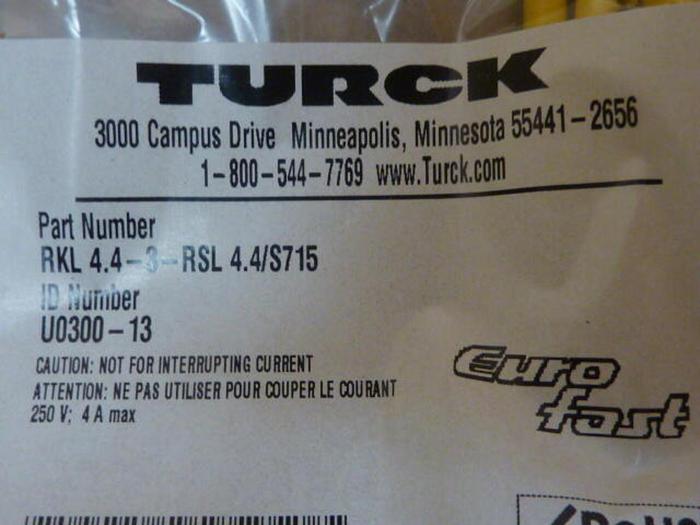 TURCK
3000 Campus Drive Minneapolis, Minnesota 55441-2656
1-800-544-7769 www.Turck.com
Part Number
RKL 4.4-3-RSL 4.4/S715
ID Number
U0300-13
CAUTION: NOT FOR INTERRUPTING CURRENT
ATTENTION: NE PAS UTILISER POUR COUPER LE COURANT
250 V; 4 A max
Euro
fast